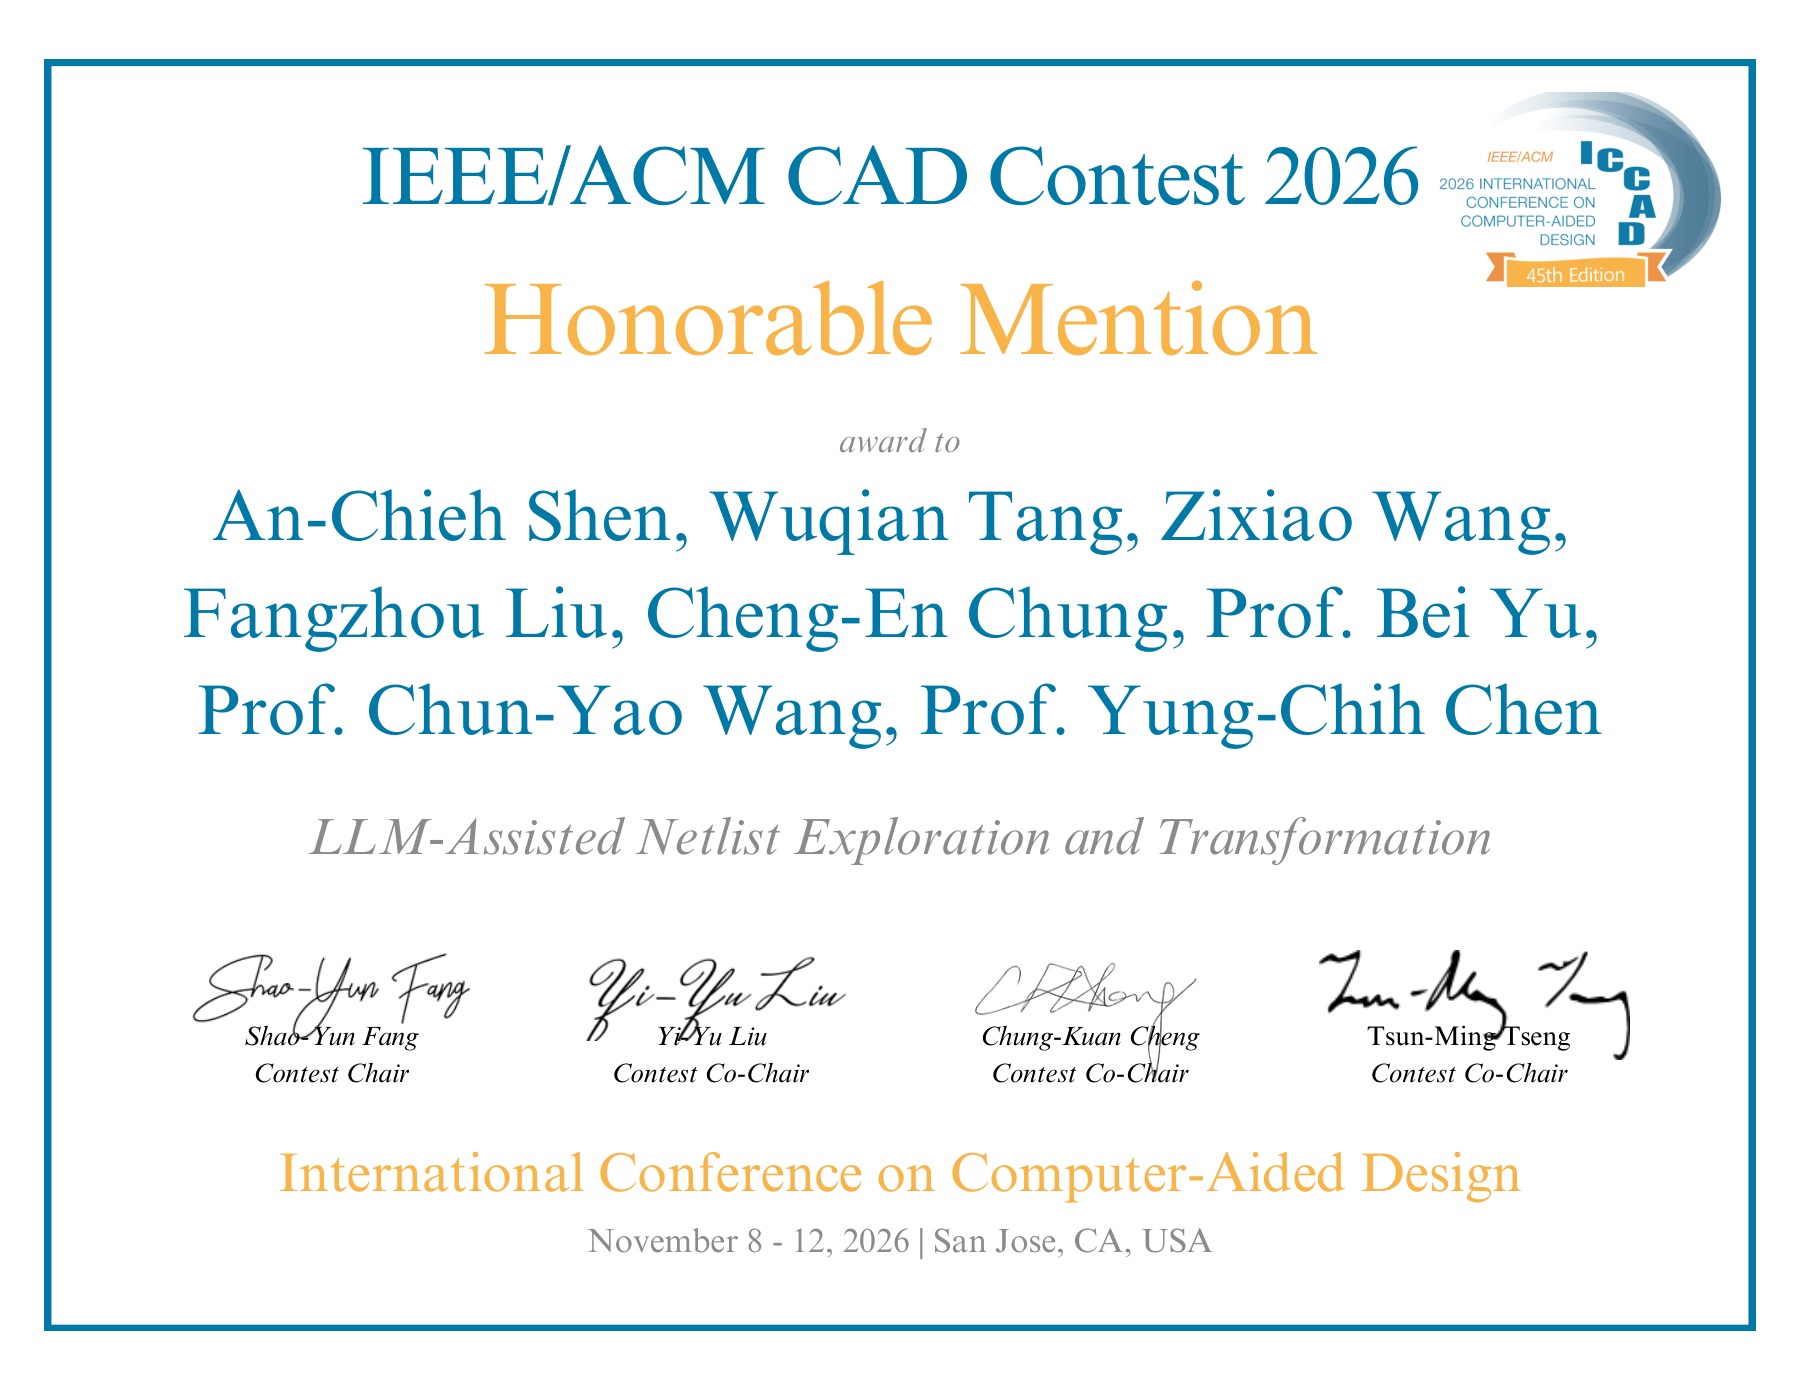 IEEE/ACM CAD Contest 2026
IEEE/ACM
ICCAD
2026 INTERNATIONAL
CONFERENCE ON
COMPUTER-AIDED
DESIGN
45th Edition
Honorable Mention
award to
An-Chieh Shen, Wuqian Tang, Zixiao Wang,
Fangzhou Liu, Cheng-En Chung, Prof. Bei Yu,
Prof. Chun-Yao Wang, Prof. Yung-Chih Chen
LLM-Assisted Netlist Exploration and Transformation
Shao-Yun Fang
Shao-Yun Fang
Contest Chair
Yi-Yu Liu
Yi-Yu Liu
Contest Co-Chair
Chung-Kuan Cheng
Contest Co-Chair
Tsun-Ming Tseng
Contest Co-Chair
International Conference on Computer-Aided Design
November 8 - 12, 2026 | San Jose, CA, USA